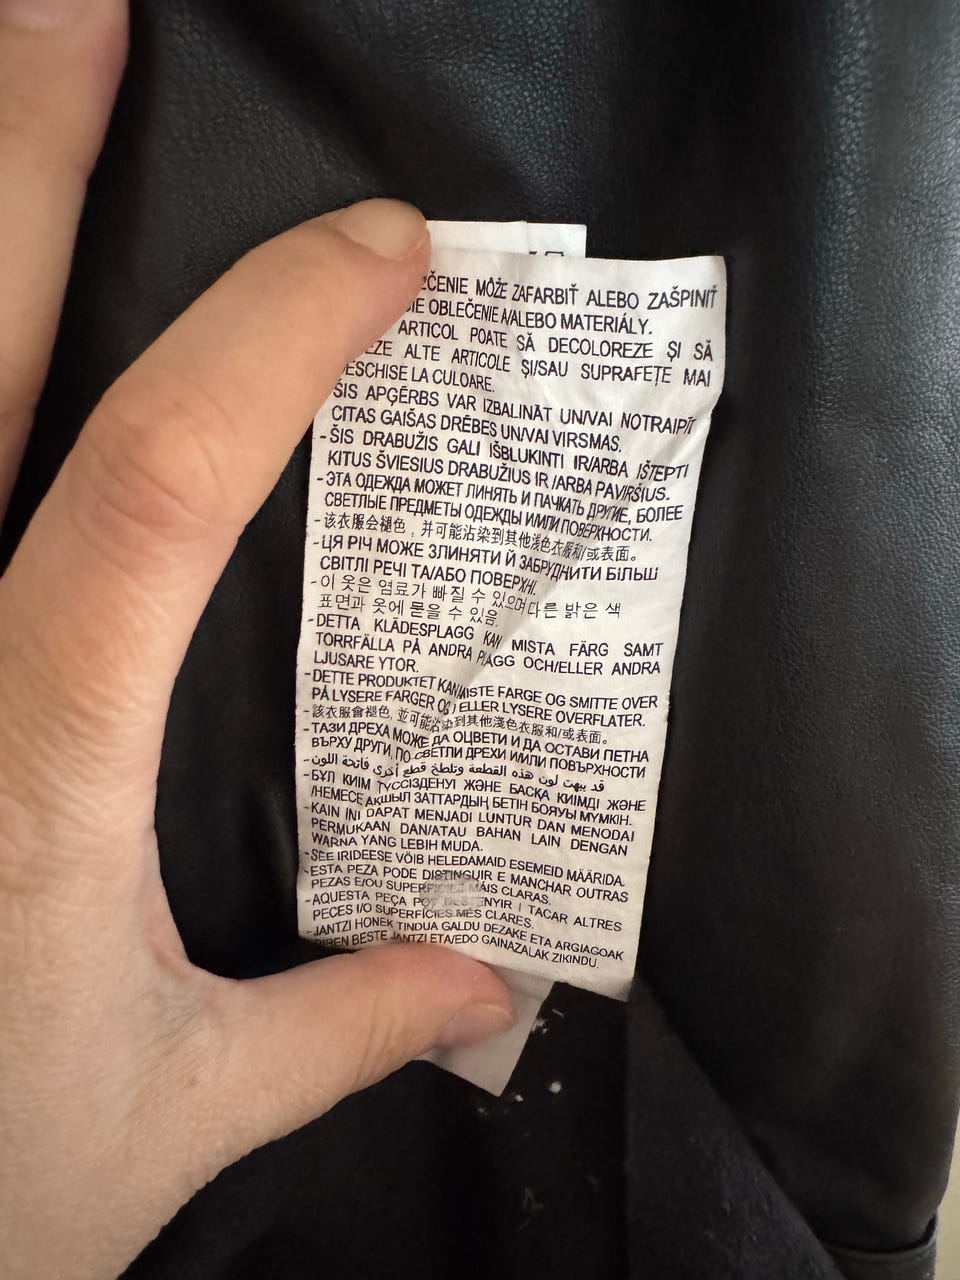 MÔŽE ZAFARBIŤ ALEBO ZAŠPINIŤ
OBLEČENIE A/ALEBO MATERIÁLY.
ARTICOL POATE SĂ DECOLOREZE ŞI SĂ
ALTE ARTICOLE ŞI/SAU SUPRAFEŢE MAI
LA CULOARE.
ŠIS APĢĒRBS VAR IZBALINĀT UN/VAI NOTRAIPĪT
CITAS GAIŠAS DRĒBES UN/VAI VIRSMAS.
- ŠIS DRABUŽIS GALI IŠBLUKINTI IR/ARBA IŠTEPTI
KITUS ŠVIESIUS DRABUŽIUS IR /ARBA PAVIRŠIUS.
- ЭТА ОДЕЖДА МОЖЕТ ЛИНЯТЬ И ПАЧКАТЬ ДРУГИЕ, БОЛЕЕ
СВЕТЛЫЕ ПРЕДМЕТЫ ОДЕЖДЫ И/ИЛИ ПОВЕРХНОСТИ.
- 该衣服会褪色，并可能沾染到其他浅色衣服和/或表面。
- ЦЯ РІЧ МОЖЕ ЗЛИНЯТИ Й ЗАБРУДНИТИ БІЛЬШ
СВІТЛІ РЕЧІ ТА/АБО ПОВЕРХНІ.
- 이 옷은 염료가 빠질 수 있으며 다른 밝은 색
표면과 옷에 묻을 수 있음.
- DETTA KLÄDESPLAGG KAN MISTA FÄRG SAMT
TORRFÄLLA PÅ ANDRA PLAGG OCH/ELLER ANDRA
LJUSARE YTOR.
- DETTE PRODUKTET KAN MISTE FARGE OG SMITTE OVER
PÅ LYSERE FARGER OG / ELLER LYSERE OVERFLATER.
- 該衣服會褪色, 並可能沾染到其他淺色衣服和/或表面。
- ТАЗИ ДРЕХА МОЖЕ ДА ОЦВЕТИ И ДА ОСТАВИ ПЕТНА
ВЪРХУ ДРУГИ ПО-СВЕТЛИ ДРЕХИ И/ИЛИ ПОВЪРХНОСТИ
قد يبهت لون هذه القطعة وتلطخ قطع أخرى فاتحة اللون -
- БҰЛ КИІМ ТҮССІЗДЕНУІ ЖӘНЕ БАСҚА КИІМДІ ЖӘНЕ
/НЕМЕСЕ АҚШЫЛ ЗАТТАРДЫҢ БЕТІН БОЯУЫ МҮМКІН.
- KAIN INI DAPAT MENJADI LUNTUR DAN MENODAI
PERMUKAAN DAN/ATAU BAHAN LAIN DENGAN
WARNA YANG LEBIH MUDA.
- SEE IRIDEESE VÕIB HELEDAMAID ESEMEID MÄÄRIDA.
- ESTA PEZA PODE DISTINGUIR E MANCHAR OUTRAS
PEZAS E/OU SUPERFICIES MÁIS CLARAS.
- AQUESTA PEÇA POT DESTENYIR I TACAR ALTRES
PECES I/O SUPERFÍCIES MÉS CLARES.
- JANTZI HONEK TINDUA GALDU DEZAKE ETA ARGIAGOAK
DIREN BESTE JANTZI ETA/EDO GAINAZALAK ZIKINDU.